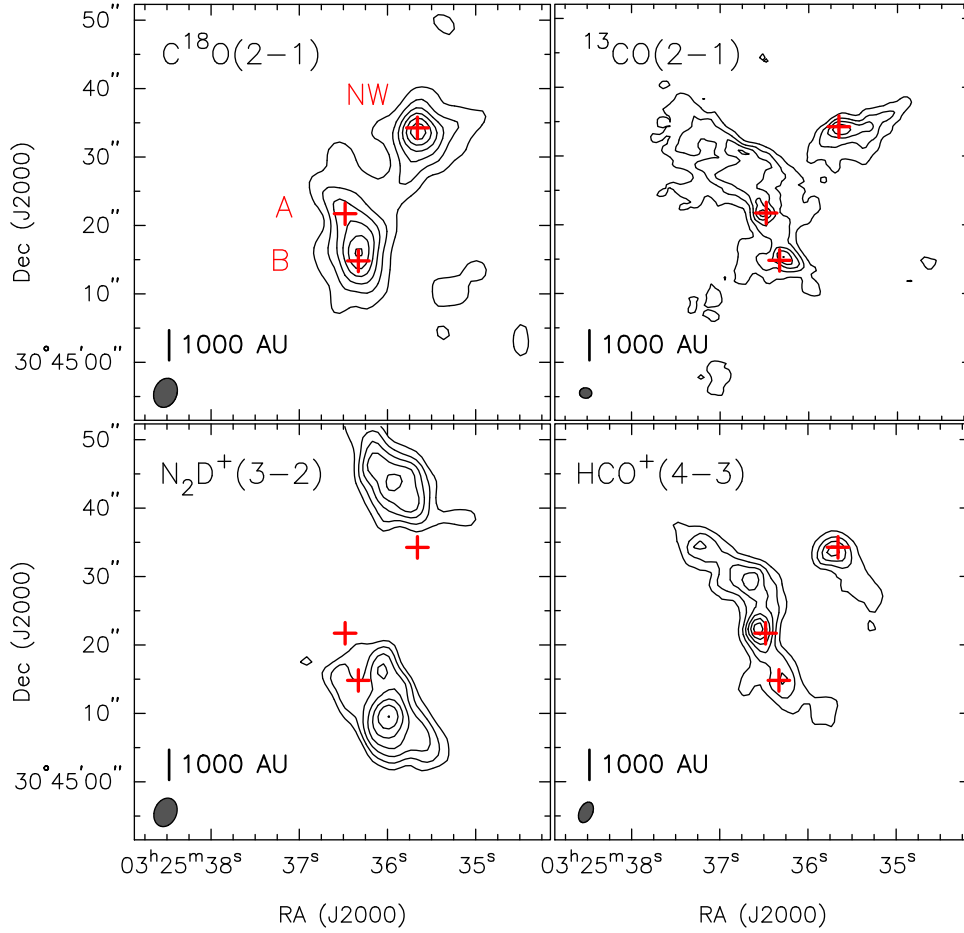 C¹⁸O(2−1)
¹³CO(2−1)
50"
40"
30"
20"
10"
30°45'00"
Dec (J2000)
NW
A
B
1000 AU
1000 AU
N₂D⁺(3−2)
HCO⁺(4−3)
50"
40"
30"
20"
10"
30°45'00"
Dec (J2000)
1000 AU
1000 AU
03ʰ25ᵐ38ˢ 37ˢ 36ˢ 35ˢ
03ʰ25ᵐ38ˢ 37ˢ 36ˢ 35ˢ
RA (J2000)
RA (J2000)